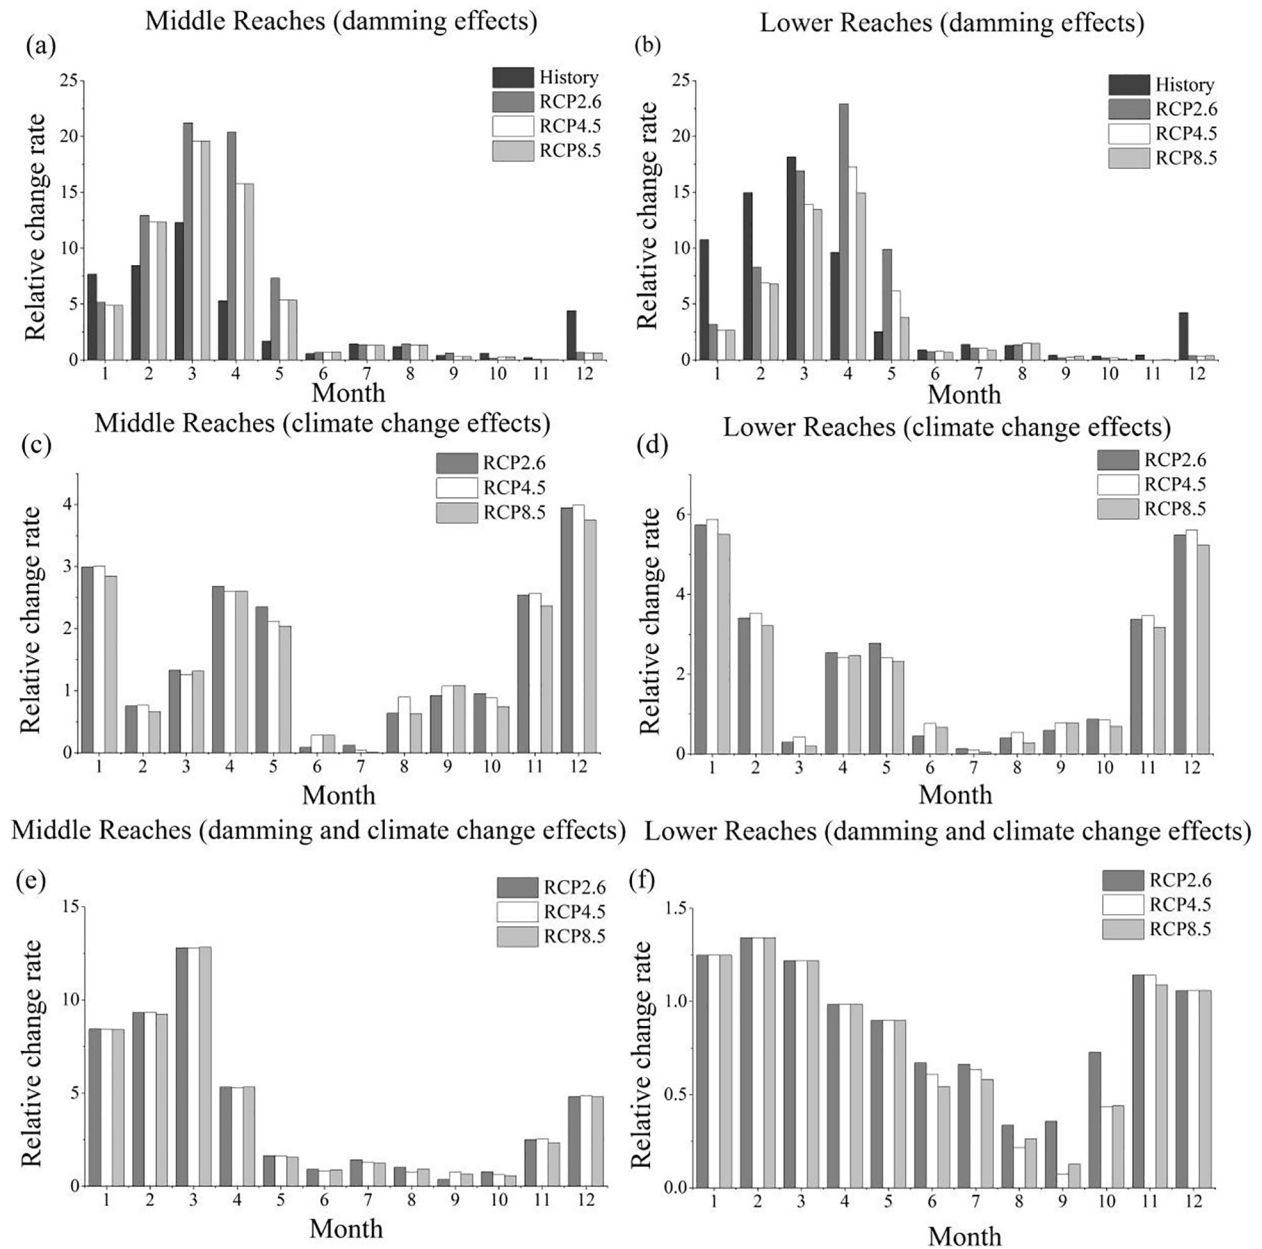 Middle Reaches (damming effects)
(a)
Relative change rate
25
20
15
10
5
0
History
RCP2.6
RCP4.5
RCP8.5
1 2 3 4 5 6 7 8 9 10 11 12
Month
Lower Reaches (damming effects)
(b)
Relative change rate
25
20
15
10
5
0
History
RCP2.6
RCP4.5
RCP8.5
1 2 3 4 5 6 7 8 9 10 11 12
Month
Middle Reaches (climate change effects)
(c)
Relative change rate
4
3
2
1
0
RCP2.6
RCP4.5
RCP8.5
1 2 3 4 5 6 7 8 9 10 11 12
Month
Lower Reaches (climate change effects)
(d)
Relative change rate
6
4
2
0
RCP2.6
RCP4.5
RCP8.5
1 2 3 4 5 6 7 8 9 10 11 12
Month
Middle Reaches (damming and climate change effects)
(e)
Relative change rate
15
10
5
0
RCP2.6
RCP4.5
RCP8.5
1 2 3 4 5 6 7 8 9 10 11 12
Month
Lower Reaches (damming and climate change effects)
(f)
Relative change rate
1.5
1.0
0.5
0.0
RCP2.6
RCP4.5
RCP8.5
1 2 3 4 5 6 7 8 9 10 11 12
Month